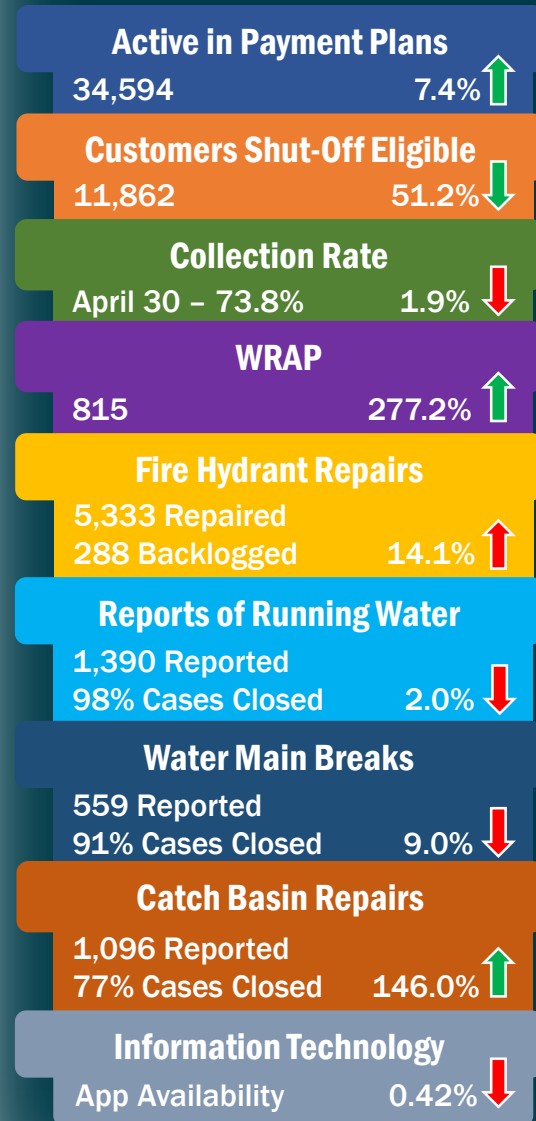 Active in Payment Plans
34,594 7.4%
Customers Shut-Off Eligible
11,862 51.2%
Collection Rate
April 30 – 73.8% 1.9%
WRAP
815 277.2%
Fire Hydrant Repairs
5,333 Repaired
288 Backlogged 14.1%
Reports of Running Water
1,390 Reported
98% Cases Closed 2.0%
Water Main Breaks
559 Reported
91% Cases Closed 9.0%
Catch Basin Repairs
1,096 Reported
77% Cases Closed 146.0%
Information Technology
App Availability 0.42%